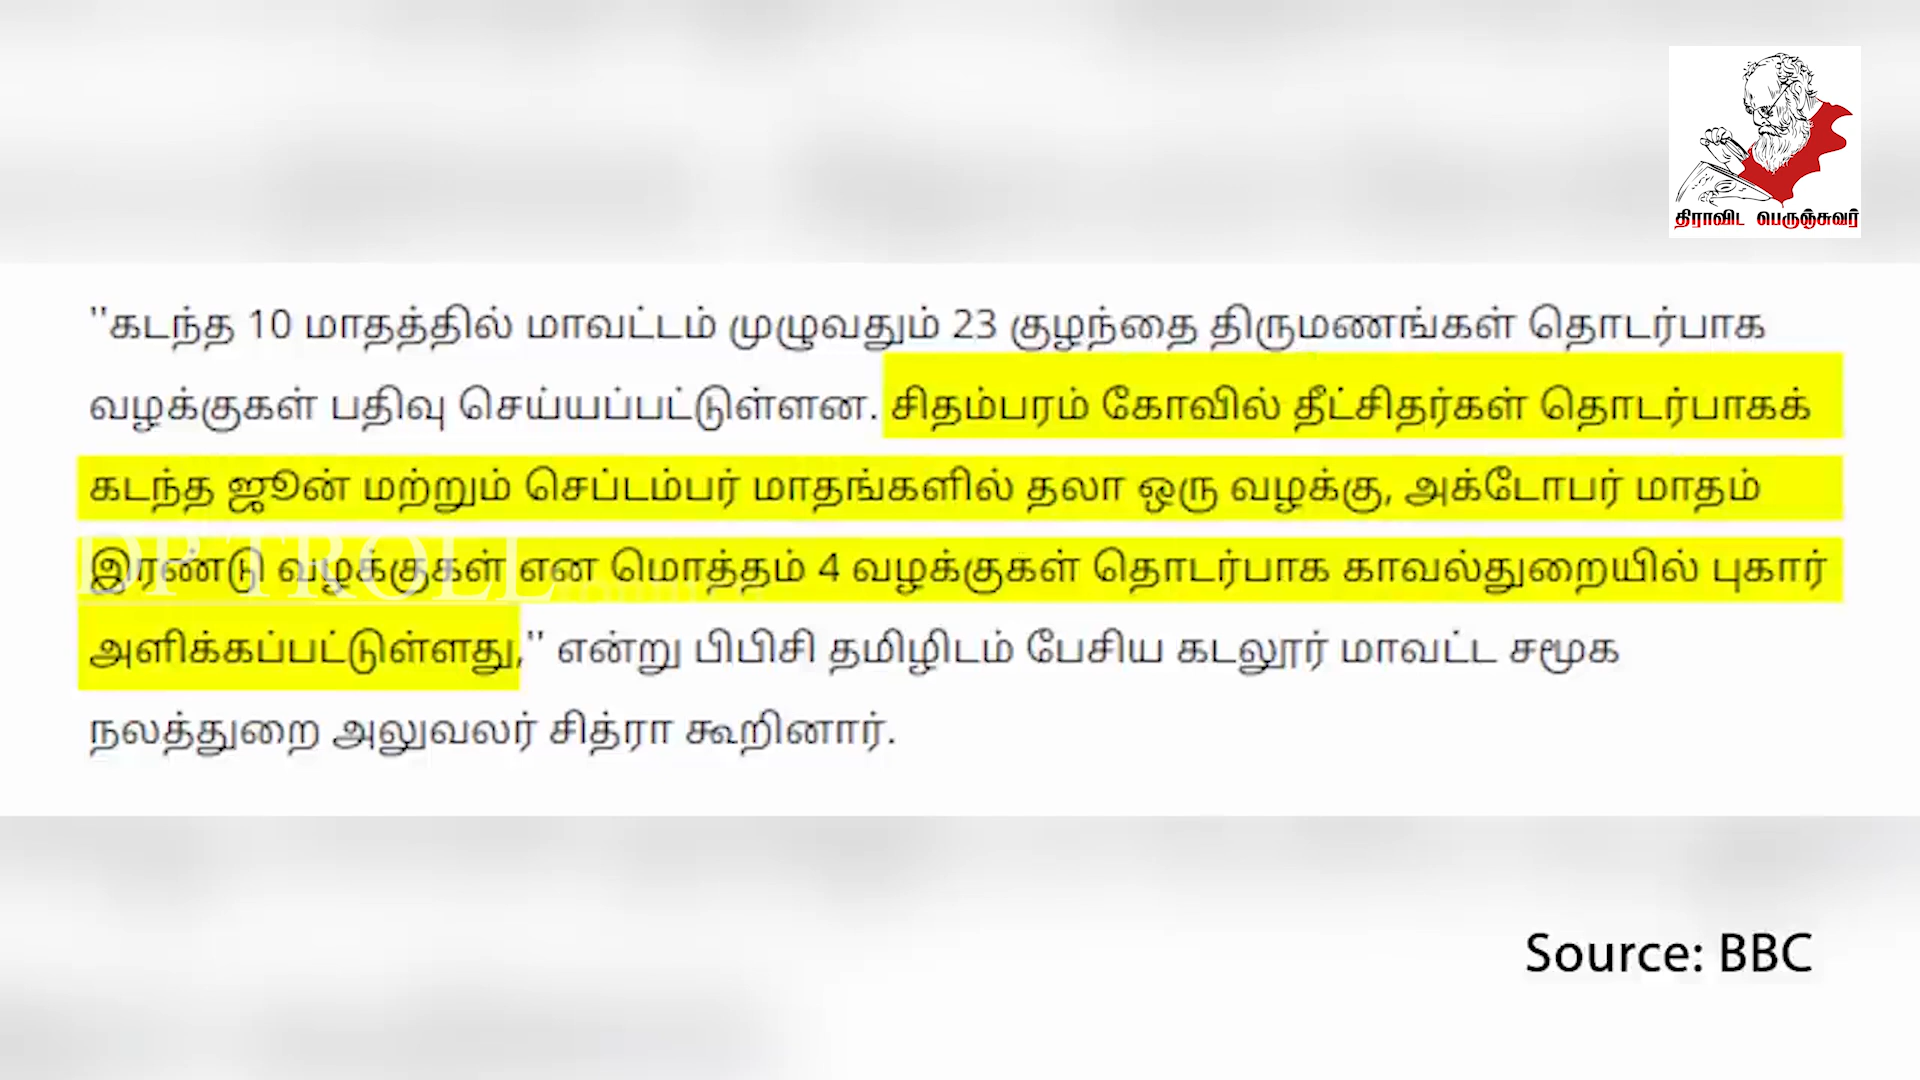 திராவிட பெருஞ்சுவர்
"கடந்த 10 மாதத்தில் மாவட்டம் முழுவதும் 23 குழந்தை திருமணங்கள் தொடர்பாக
வழக்குகள் பதிவு செய்யப்பட்டுள்ளன. சிதம்பரம் கோவில் தீட்சிதர்கள் தொடர்பாகக்
கடந்த ஜூன் மற்றும் செப்டம்பர் மாதங்களில் தலா ஒரு வழக்கு, அக்டோபர் மாதம்
இரண்டு வழக்குகள் என மொத்தம் 4 வழக்குகள் தொடர்பாக காவல்துறையில் புகார்
அளிக்கப்பட்டுள்ளது," என்று பிபிசி தமிழிடம் பேசிய கடலூர் மாவட்ட சமூக
நலத்துறை அலுவலர் சித்ரா கூறினார்.
DP TROLL
Source: BBC